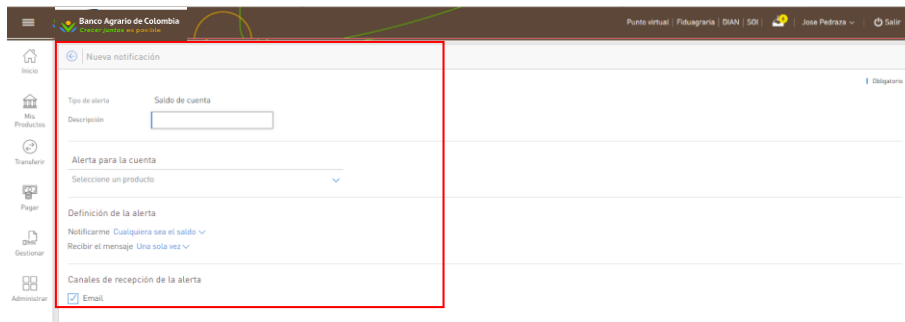 Banco Agrario de Colombia
Crecer juntos es posible
Punto virtual | Fiduagraria | DIAN | SOI | Jose Pedraza Salir
Inicio
Mis Productos
Transferir
Pagar
Gestionar
Administrar
Nueva notificación
Obligatorio
Tipo de alerta Saldo de cuenta
Descripción
Alerta para la cuenta
Seleccione un producto
Definición de la alerta
Notificarme Cualquiera sea el saldo
Recibir el mensaje Una sola vez
Canales de recepción de la alerta
Email